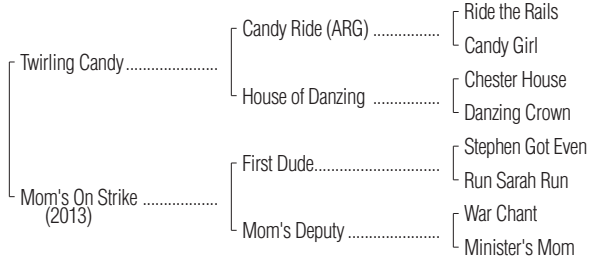 Ride the Rails
Candy Ride (ARG) ................
Candy Girl
Twirling Candy ......................
Chester House
House of Danzing ................
Danzing Crown
Stephen Got Even
First Dude..............................
Run Sarah Run
Mom's On Strike ..................
(2013)
War Chant
Mom's Deputy ......................
Minister's Mom